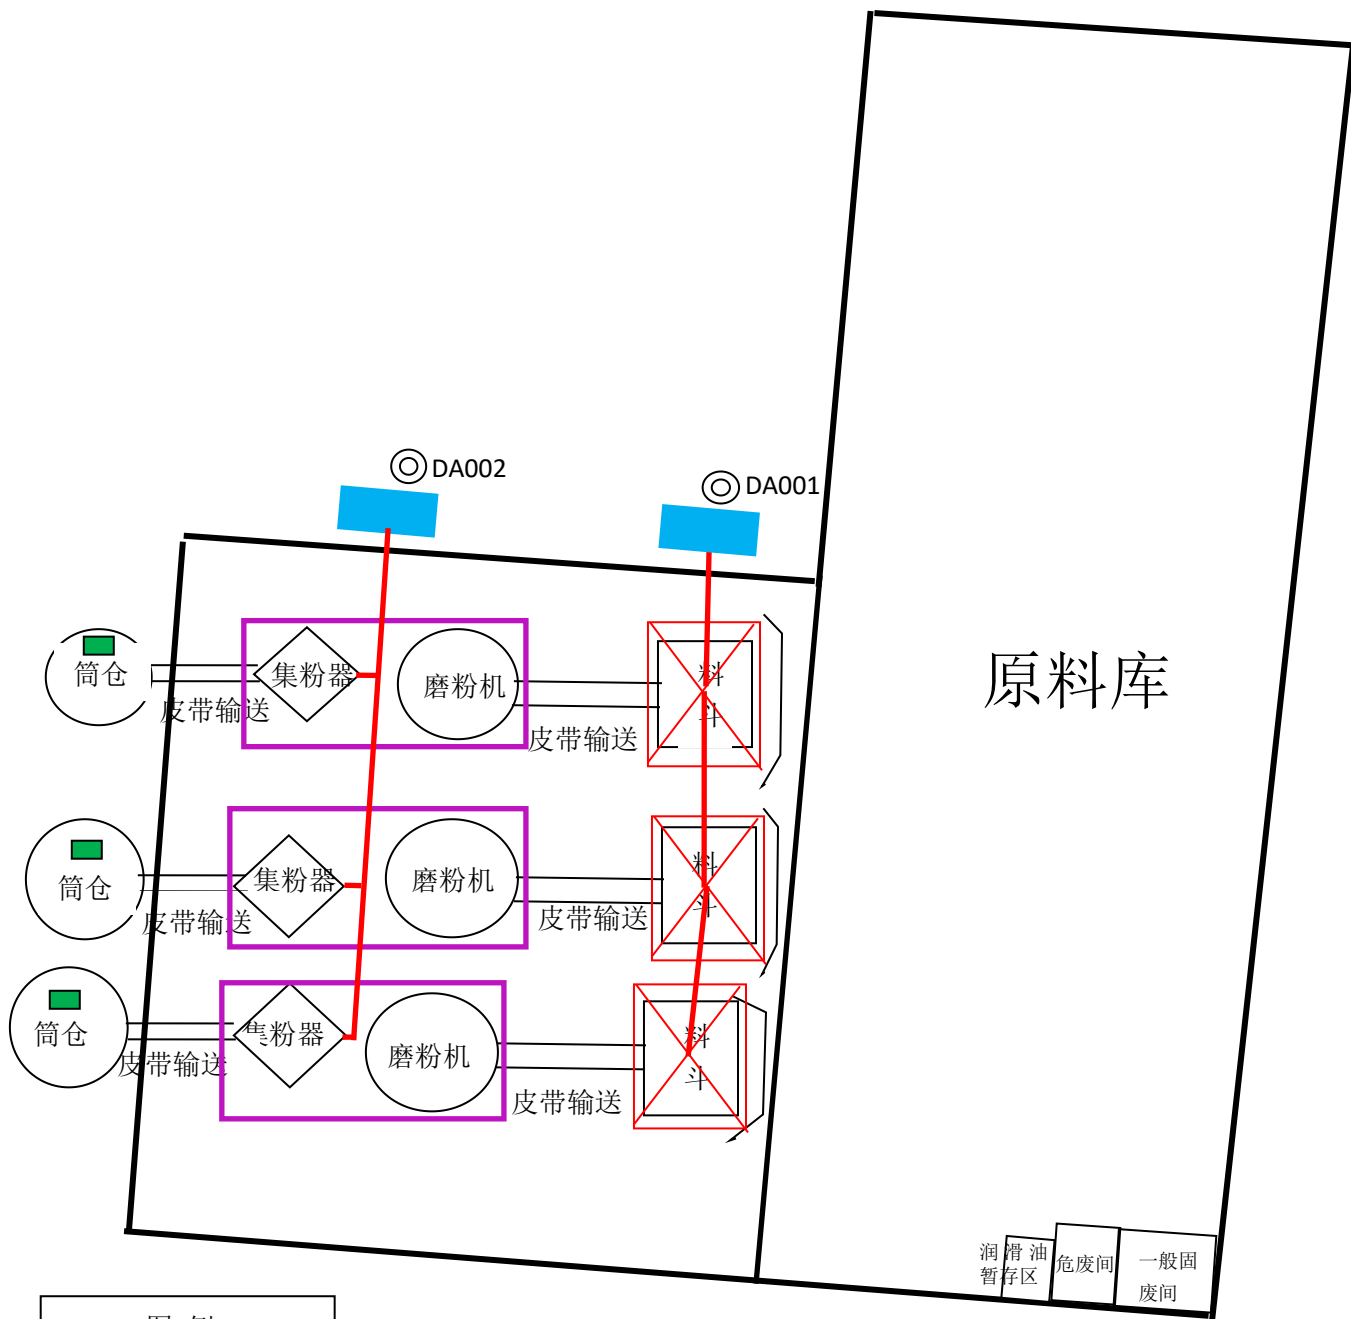 DA002
DA001
筒仓
集粉器
磨粉机
料
斗
皮带输送
皮带输送
原料库
筒仓
集粉器
磨粉机
料
斗
皮带输送
皮带输送
筒仓
集粉器
磨粉机
料
斗
皮带输送
皮带输送
润滑油
暂存区
危废间
一般固
废间